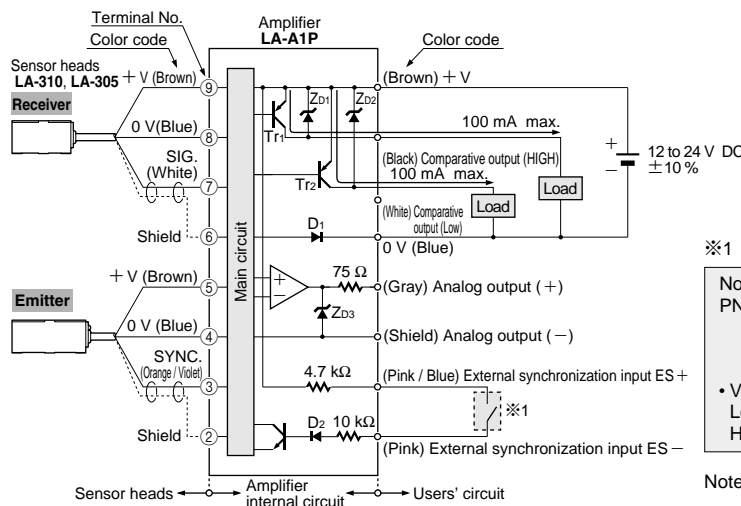 Terminal No.
Color code
Amplifier
LA-A1P
Color code
Sensor heads
LA-310, LA-305
+ V (Brown)
9
(Brown) + V
Receiver
ZD1
ZD2
0 V (Blue)
8
Tr1
100 mA max.
+
−
12 to 24 V DC
±10 %
SIG.
(White)
7
Tr2
(Black) Comparative output (HIGH)
100 mA max.
Load
Load
(White) Comparative
output (Low)
Shield
6
D1
0 V (Blue)
Main circuit
※1
+ V (Brown)
5
+
−
75 Ω
(Gray) Analog output (+)
No
PN
Emitter
ZD3
0 V (Blue)
4
(Shield) Analog output (−)
SYNC.
(Orange / Violet)
3
4.7 kΩ
(Pink / Blue) External synchronization input ES+
※1
• V
L
H
Shield
2
D2
10 kΩ
(Pink) External synchronization input ES−
Note
Sensor heads
Amplifier
internal circuit
Users' circuit